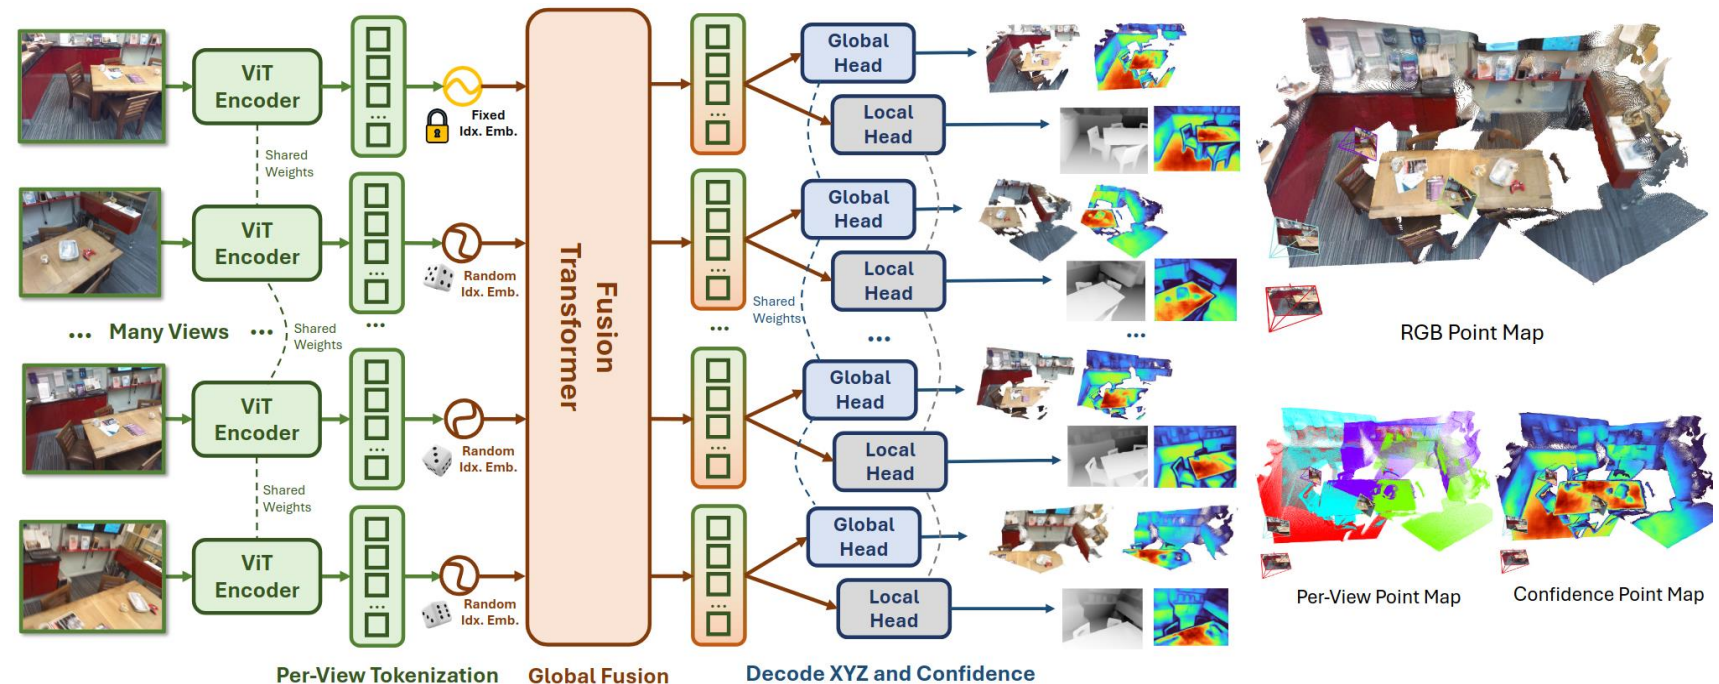 ViT
Encoder
...
Fixed
Idx. Emb.
Shared
Weights
ViT
Encoder
...
Random
Idx. Emb.
... Many Views ...
Shared
Weights
...
ViT
Encoder
...
Random
Idx. Emb.
Shared
Weights
ViT
Encoder
...
Random
Idx. Emb.
Per-View Tokenization
Fusion
Transformer
Global Fusion
...
Global
Head
Local
Head
...
Global
Head
Local
Head
Shared
Weights
...
...
...
...
Global
Head
Local
Head
...
Global
Head
Local
Head
Decode XYZ and Confidence
RGB Point Map
Per-View Point Map
Confidence Point Map